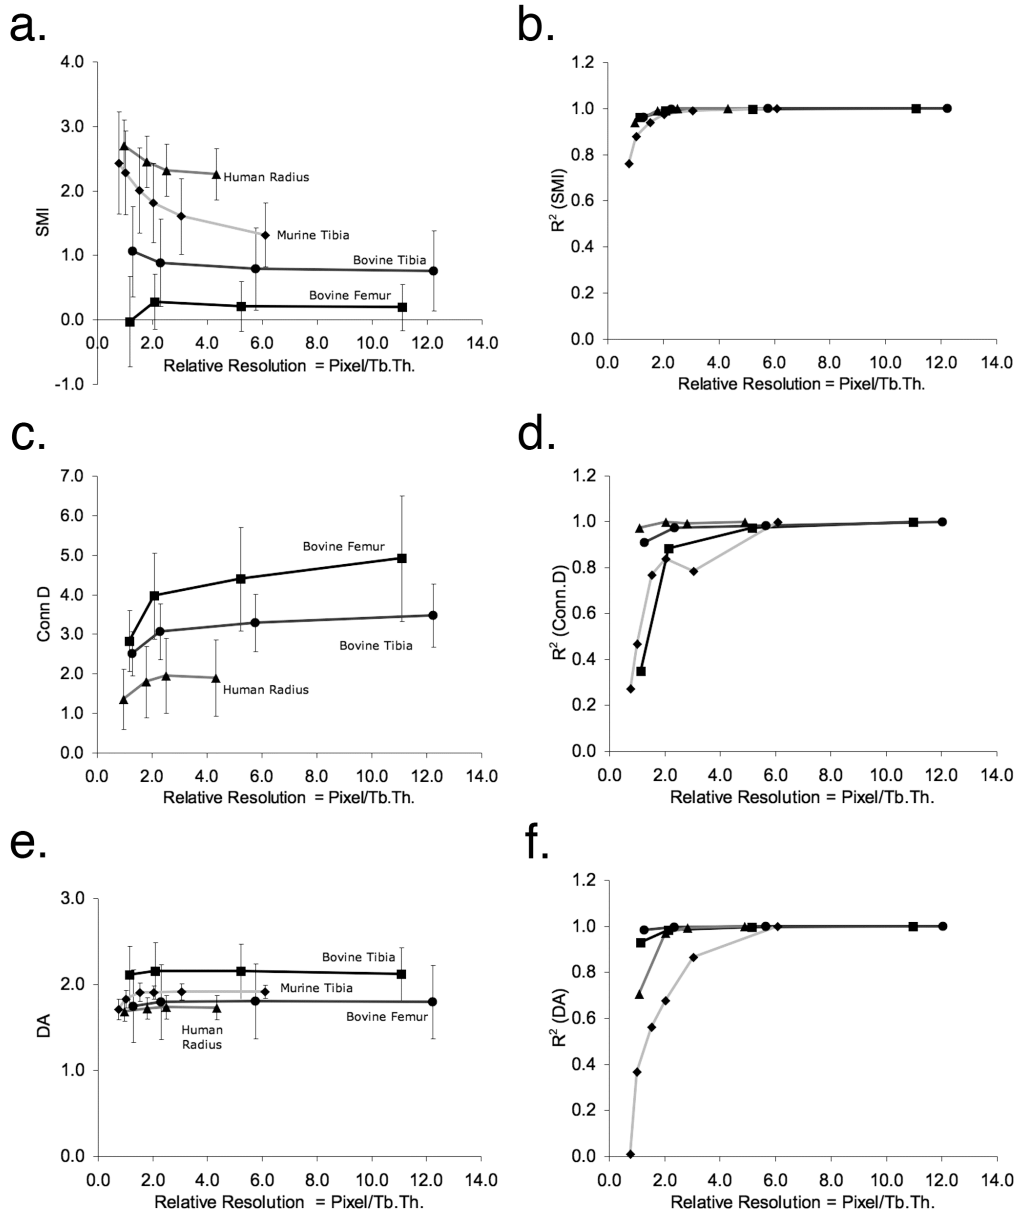 a.
4.0
3.0
2.0
1.0
0.0
-1.0
SMI
Human Radius
Murine Tibia
Bovine Tibia
Bovine Femur
0.0 2.0 4.0 6.0 8.0 10.0 12.0 14.0
Relative Resolution = Pixel/Tb.Th.
b.
1.2
1.0
0.8
0.6
0.4
0.2
0.0
R² (SMI)
0.0 2.0 4.0 6.0 8.0 10.0 12.0 14.0
Relative Resolution = Pixel/Tb.Th.
c.
7.0
6.0
5.0
4.0
3.0
2.0
1.0
0.0
Conn D
Bovine Femur
Bovine Tibia
Human Radius
0.0 2.0 4.0 6.0 8.0 10.0 12.0 14.0
Relative Resolution = Pixel/Tb.Th.
d.
1.2
1.0
0.8
0.6
0.4
0.2
0.0
R² (Conn.D)
0.0 2.0 4.0 6.0 8.0 10.0 12.0 14.0
Relative Resolution = Pixel/Tb.Th.
e.
3.0
2.0
1.0
0.0
DA
Bovine Tibia
Murine Tibia
Bovine Femur
Human
Radius
0.0 2.0 4.0 6.0 8.0 10.0 12.0 14.0
Relative Resolution = Pixel/Tb.Th.
f.
1.2
1.0
0.8
0.6
0.4
0.2
0.0
R² (DA)
0.0 2.0 4.0 6.0 8.0 10.0 12.0 14.0
Relative Resolution = Pixel/Tb.Th.